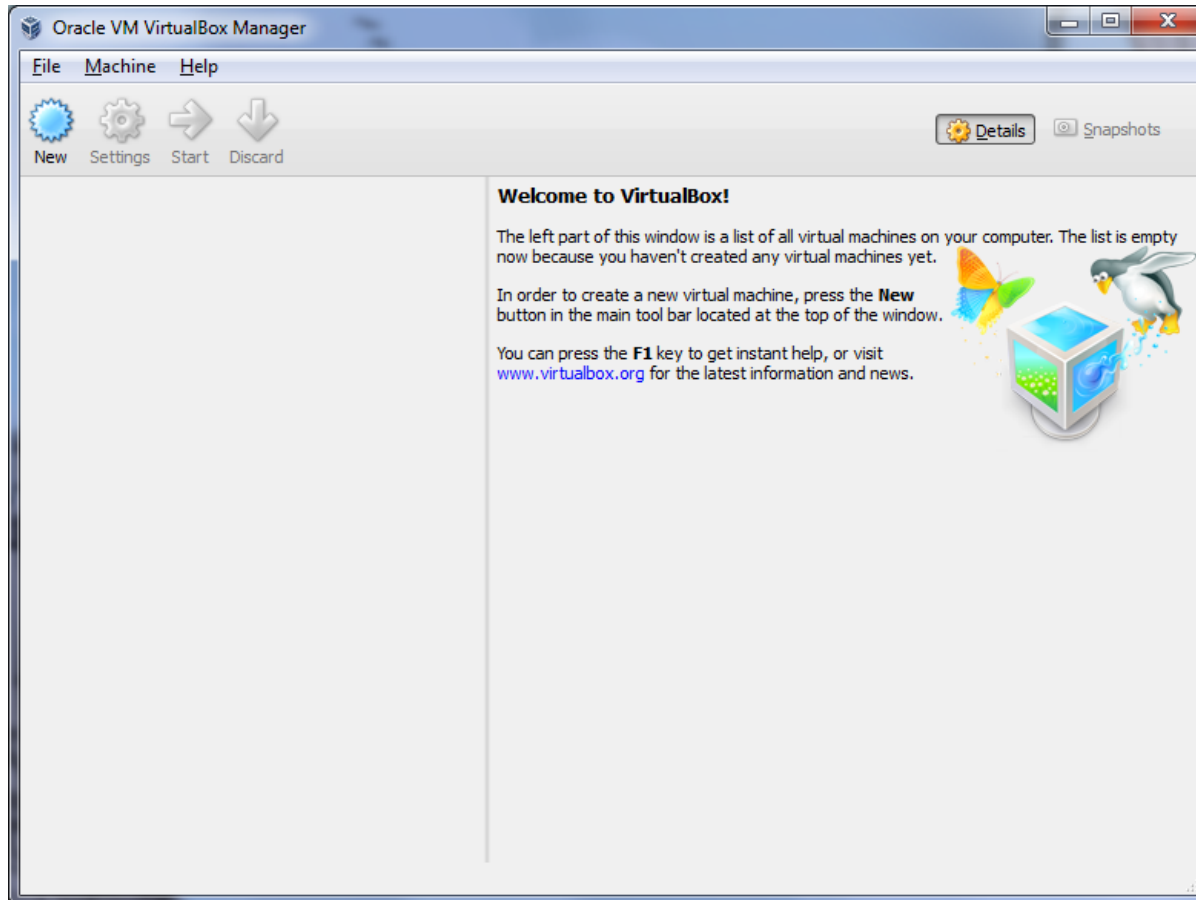 Oracle VM VirtualBox Manager
File Machine Help
New Settings Start Discard
Details Snapshots
Welcome to VirtualBox!
The left part of this window is a list of all virtual machines on your computer. The list is empty
now because you haven't created any virtual machines yet.
In order to create a new virtual machine, press the New
button in the main tool bar located at the top of the window.
You can press the F1 key to get instant help, or visit
www.virtualbox.org for the latest information and news.